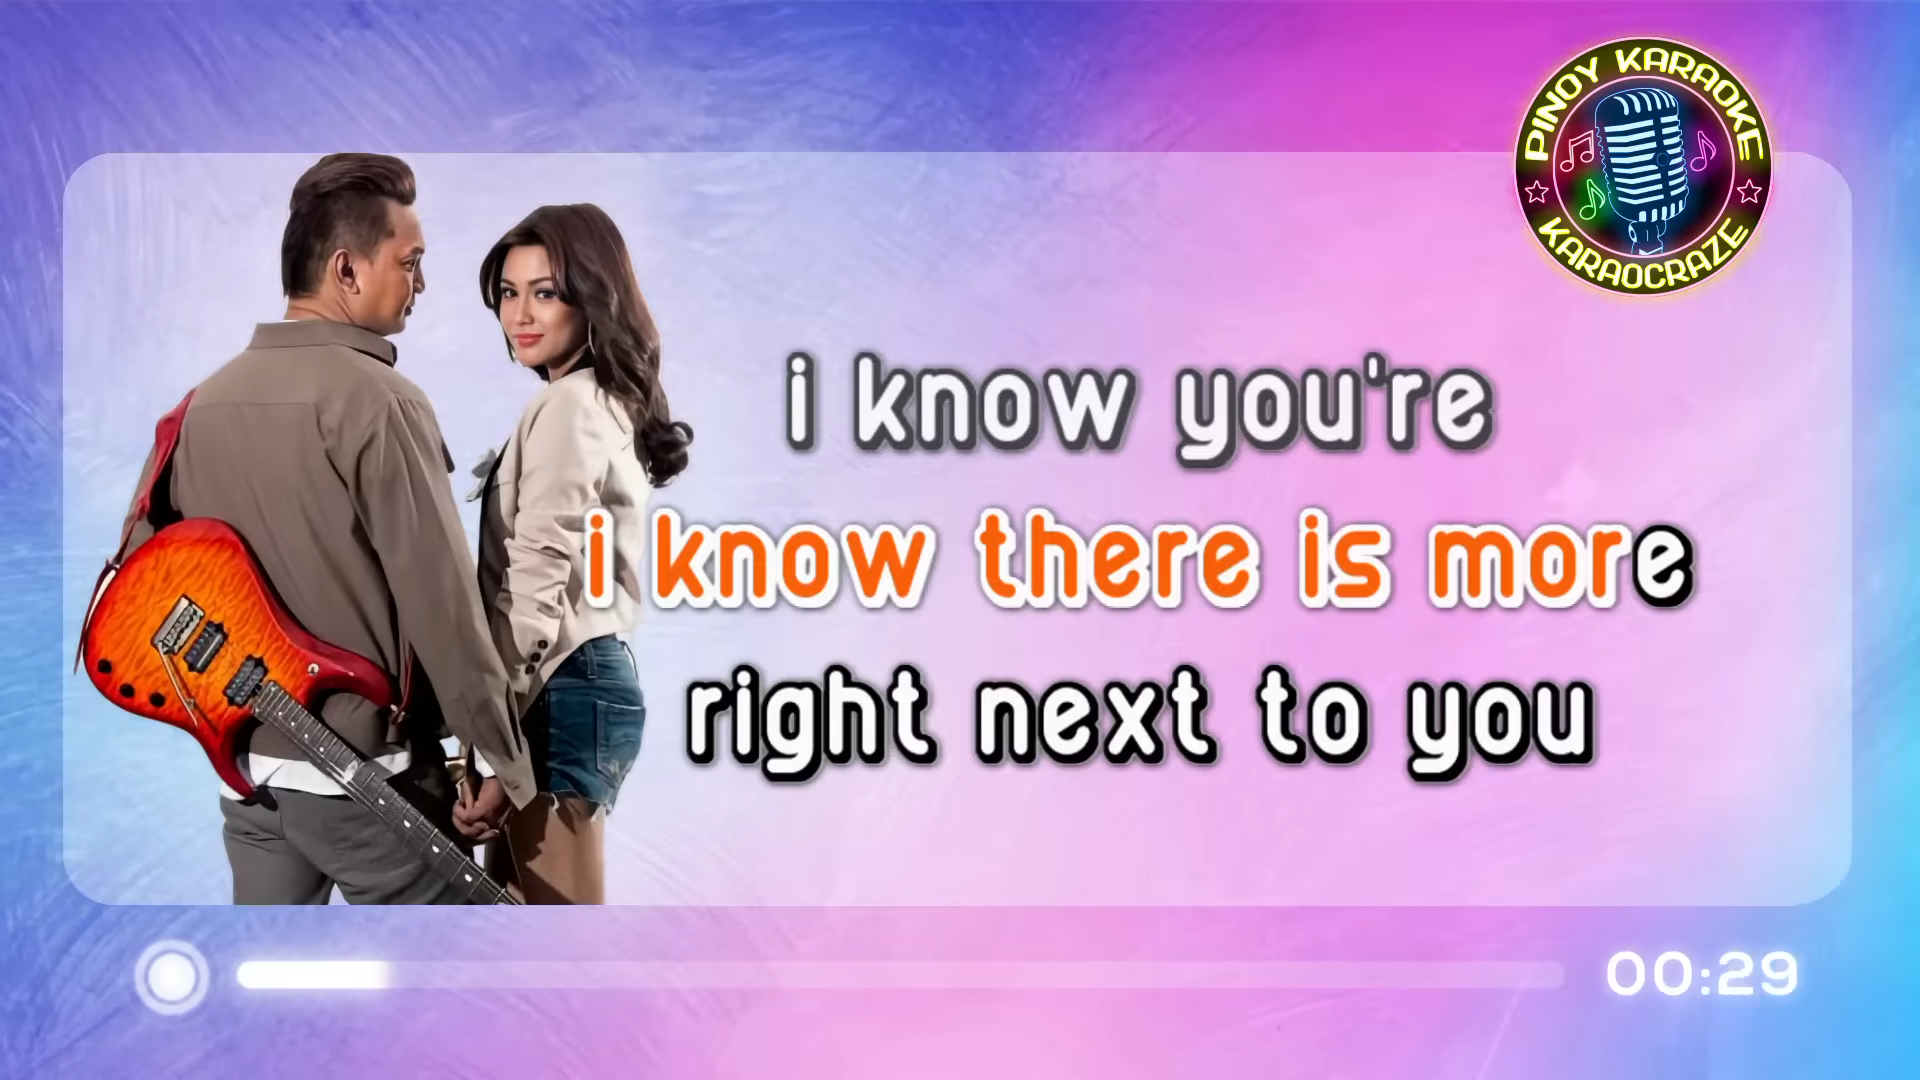 PINOY KARAOKE
KARAOCRAZE
i know you're
i know there is more
right next to you
00:29